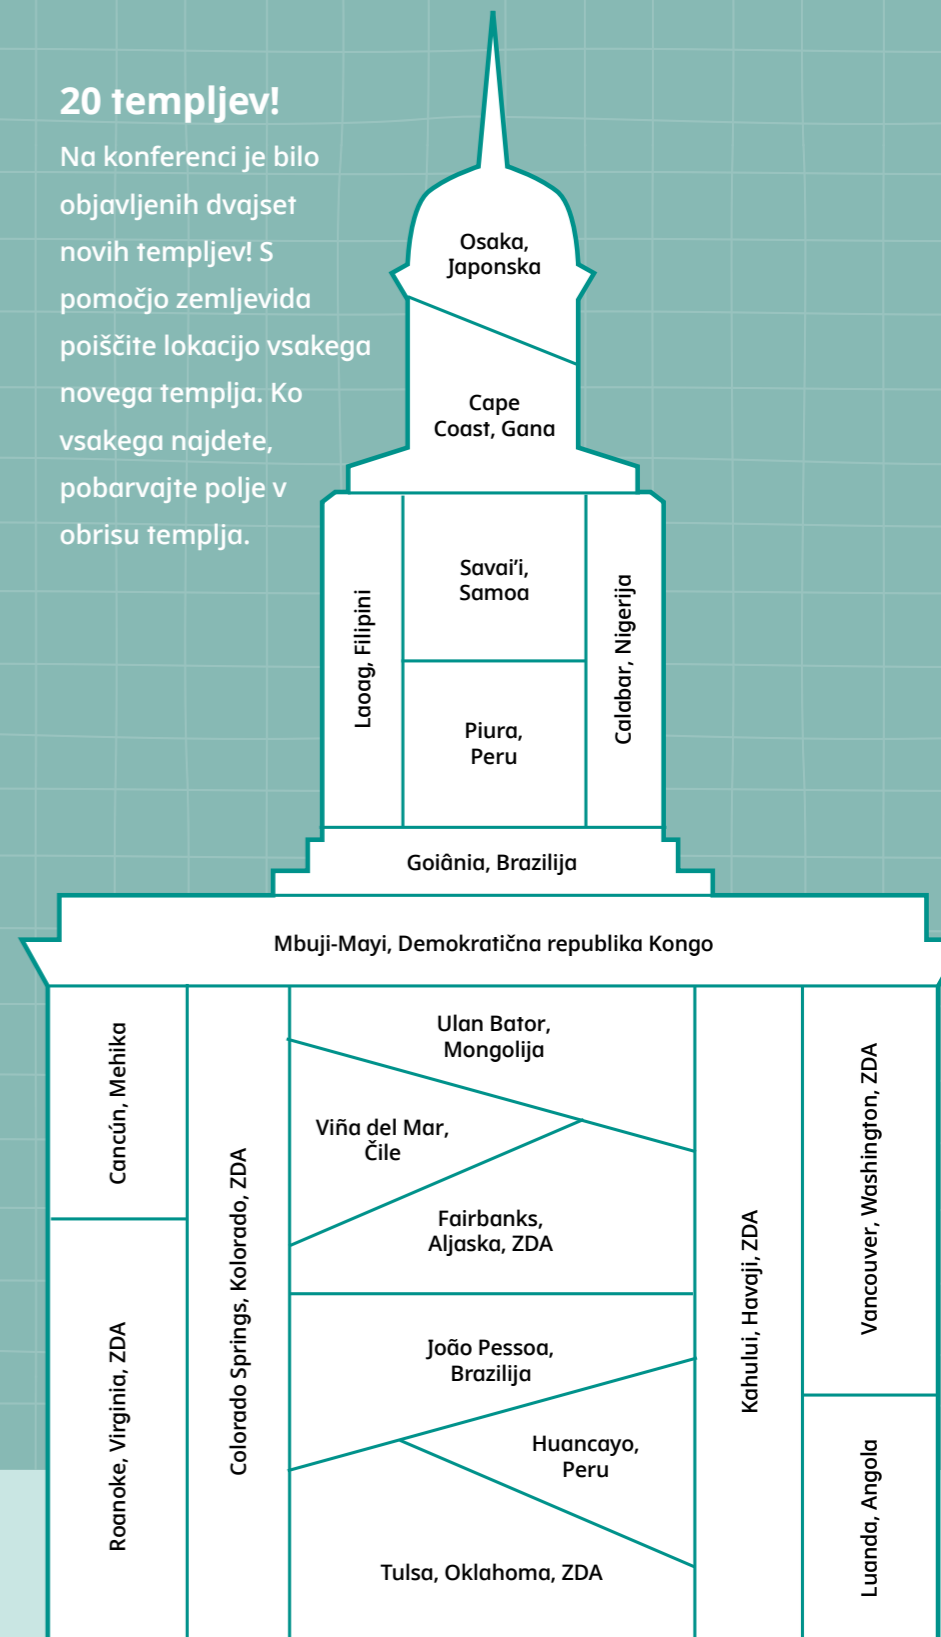 20 templjev!
Na konferenci je bilo
objavljenih dvajset
novih templjev! S
pomočjo zemljevida
poiščite lokacijo vsakega
novega templja. Ko
vsakega najdete,
pobarvajte polje v
obrisu templja.
Osaka,
Japonska
Cape
Coast, Gana
Laoag, Filipini
Savai'i,
Samoa
Piura,
Peru
Calabar, Nigerija
Goiânia, Brazilija
Mbuji-Mayi, Demokratična republika Kongo
Cancún, Mehika
Roanoke, Virginia, ZDA
Colorado Springs, Kolorado, ZDA
Ulan Bator,
Mongolija
Viña del Mar,
Čile
Fairbanks,
Aljaska, ZDA
João Pessoa,
Brazilija
Huancayo,
Peru
Tulsa, Oklahoma, ZDA
Kahului, Havaji, ZDA
Vancouver, Washington, ZDA
Luanda, Angola